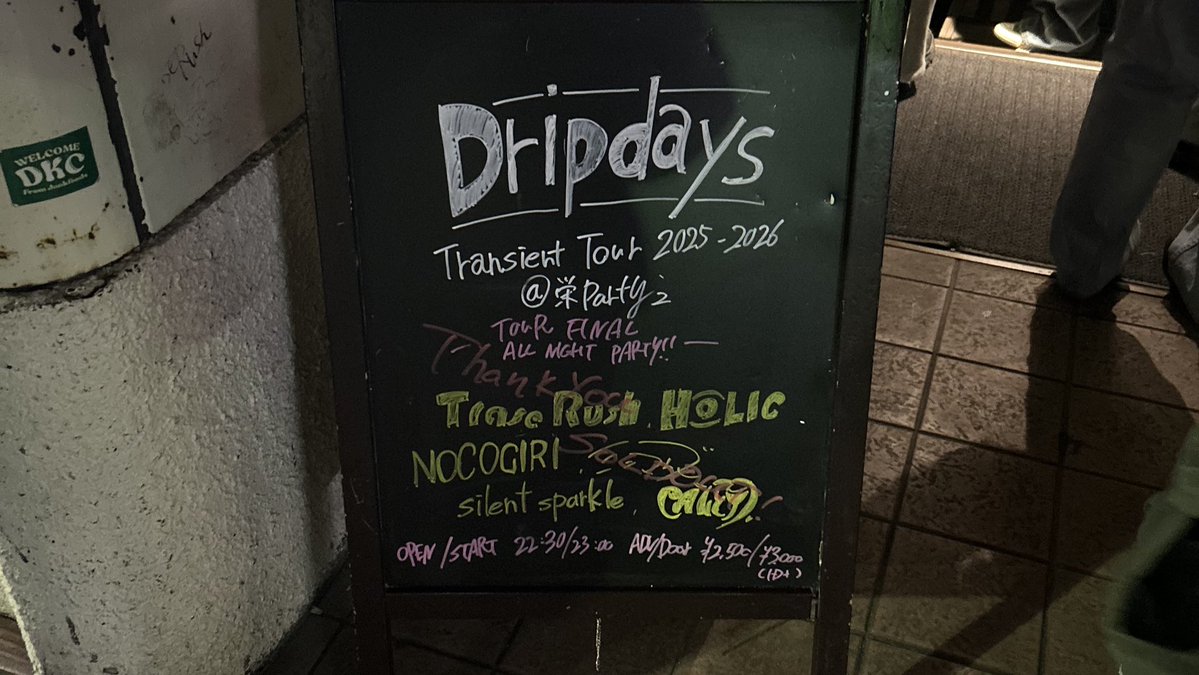 WELCOME
DKC
Dripdays
Transient Tour 2025-2026
@栄party'z
TOUR FINAL
ALL NIGHT PARTY!!
Thank You
Trase Rush, HOLIC
NOCOGIRI
silent sparkle,
OPEN/START 22:30/23:00 ADV/Door ¥2.500/¥3.000
(+D)